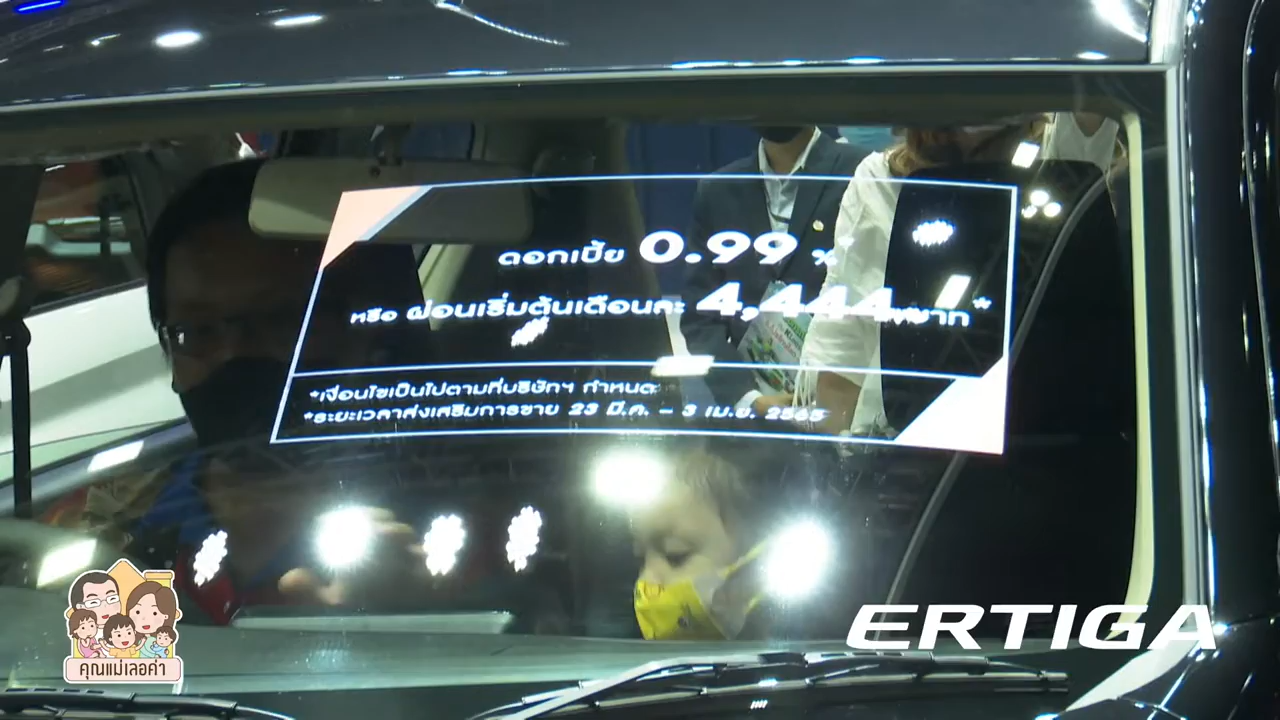 ดอกเบี้ย 0.99 %
หรือ ผ่อนเริ่มต้นเดือนละ 4,444.-บาท*
*เงื่อนไขเป็นไปตามที่บริษัทฯ กำหนด
*ระยะเวลาส่งเสริมการขาย 23 มี.ค. – 3 เม.ย. 2565
ERTIGA
คุณแม่เลอค่า